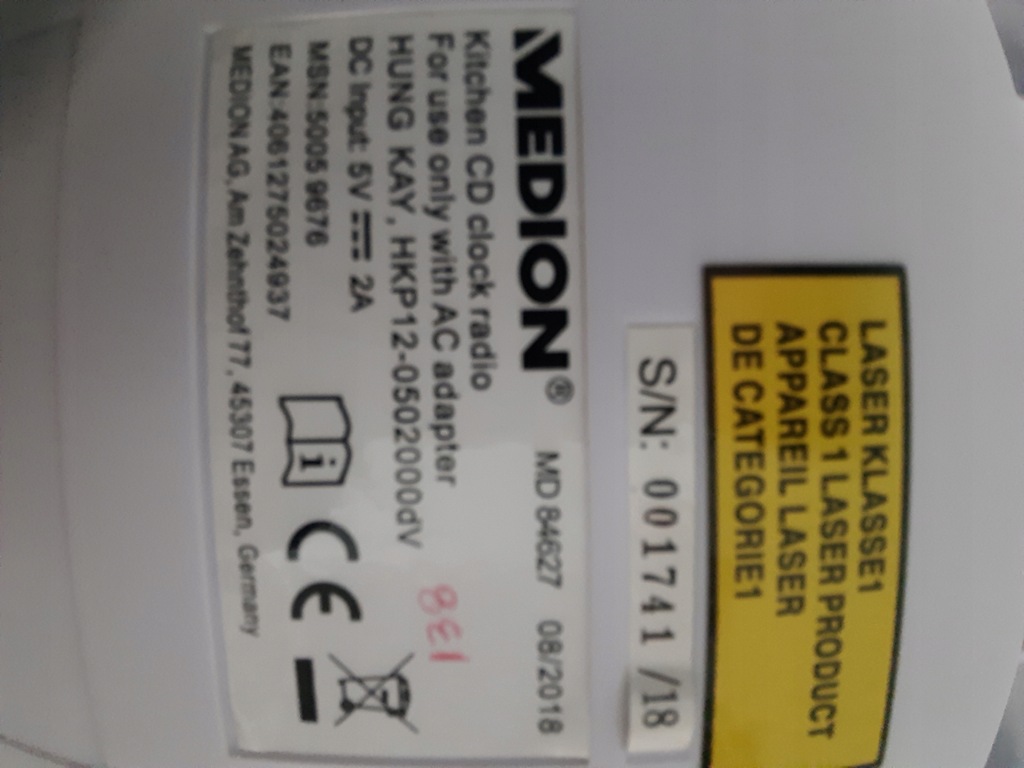 LASER KLASSE1
CLASS 1 LASER PRODUCT
APPAREIL LASER
DE CATEGORIE1
S/N: 001741 /18
MEDION® MD 84627 08/2018
Kitchen CD clock radio
For use only with AC adapter
HUNG KAY, HKP12-0502000dV
DC Input: 5V 2A
MSN:5005 9676
EAN:4061275024937
MEDION AG, Am Zehnthof 77, 45307 Essen, Germany
CE